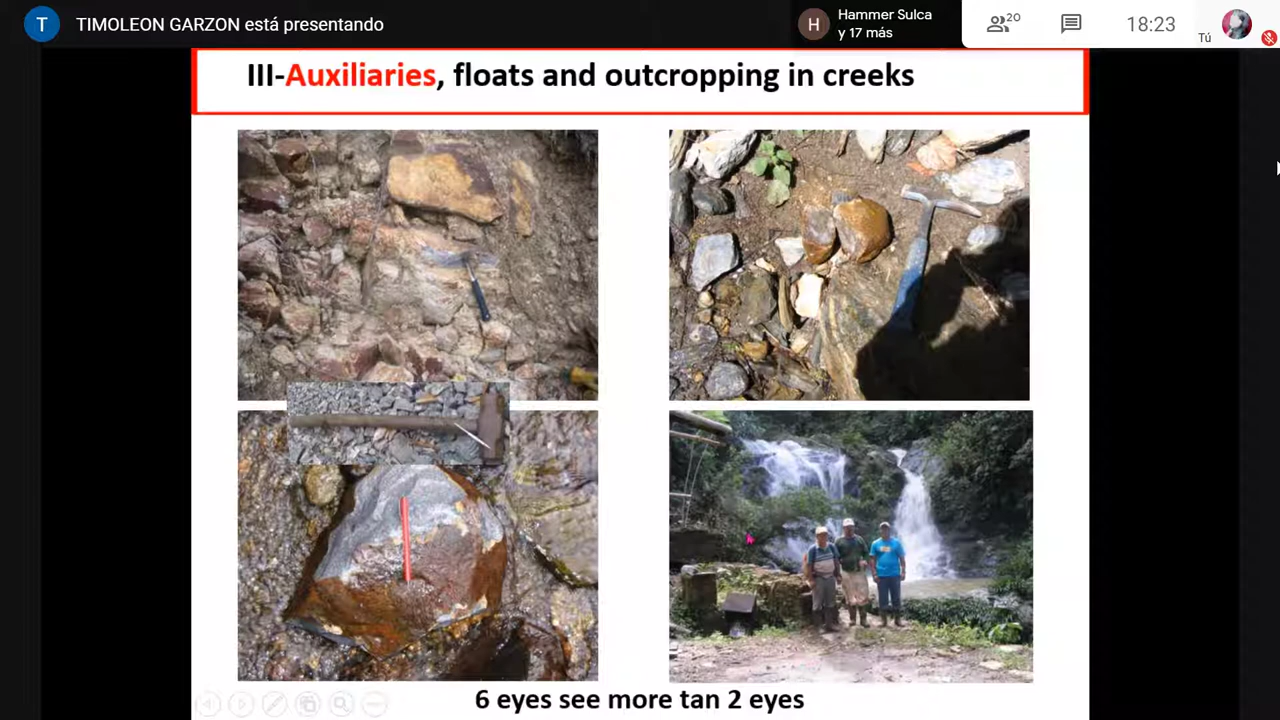 T TIMOLEON GARZON está presentando
H Hammer Sulca
y 17 más
20
18:23
Tú
III-Auxiliaries, floats and outcropping in creeks
6 eyes see more tan 2 eyes